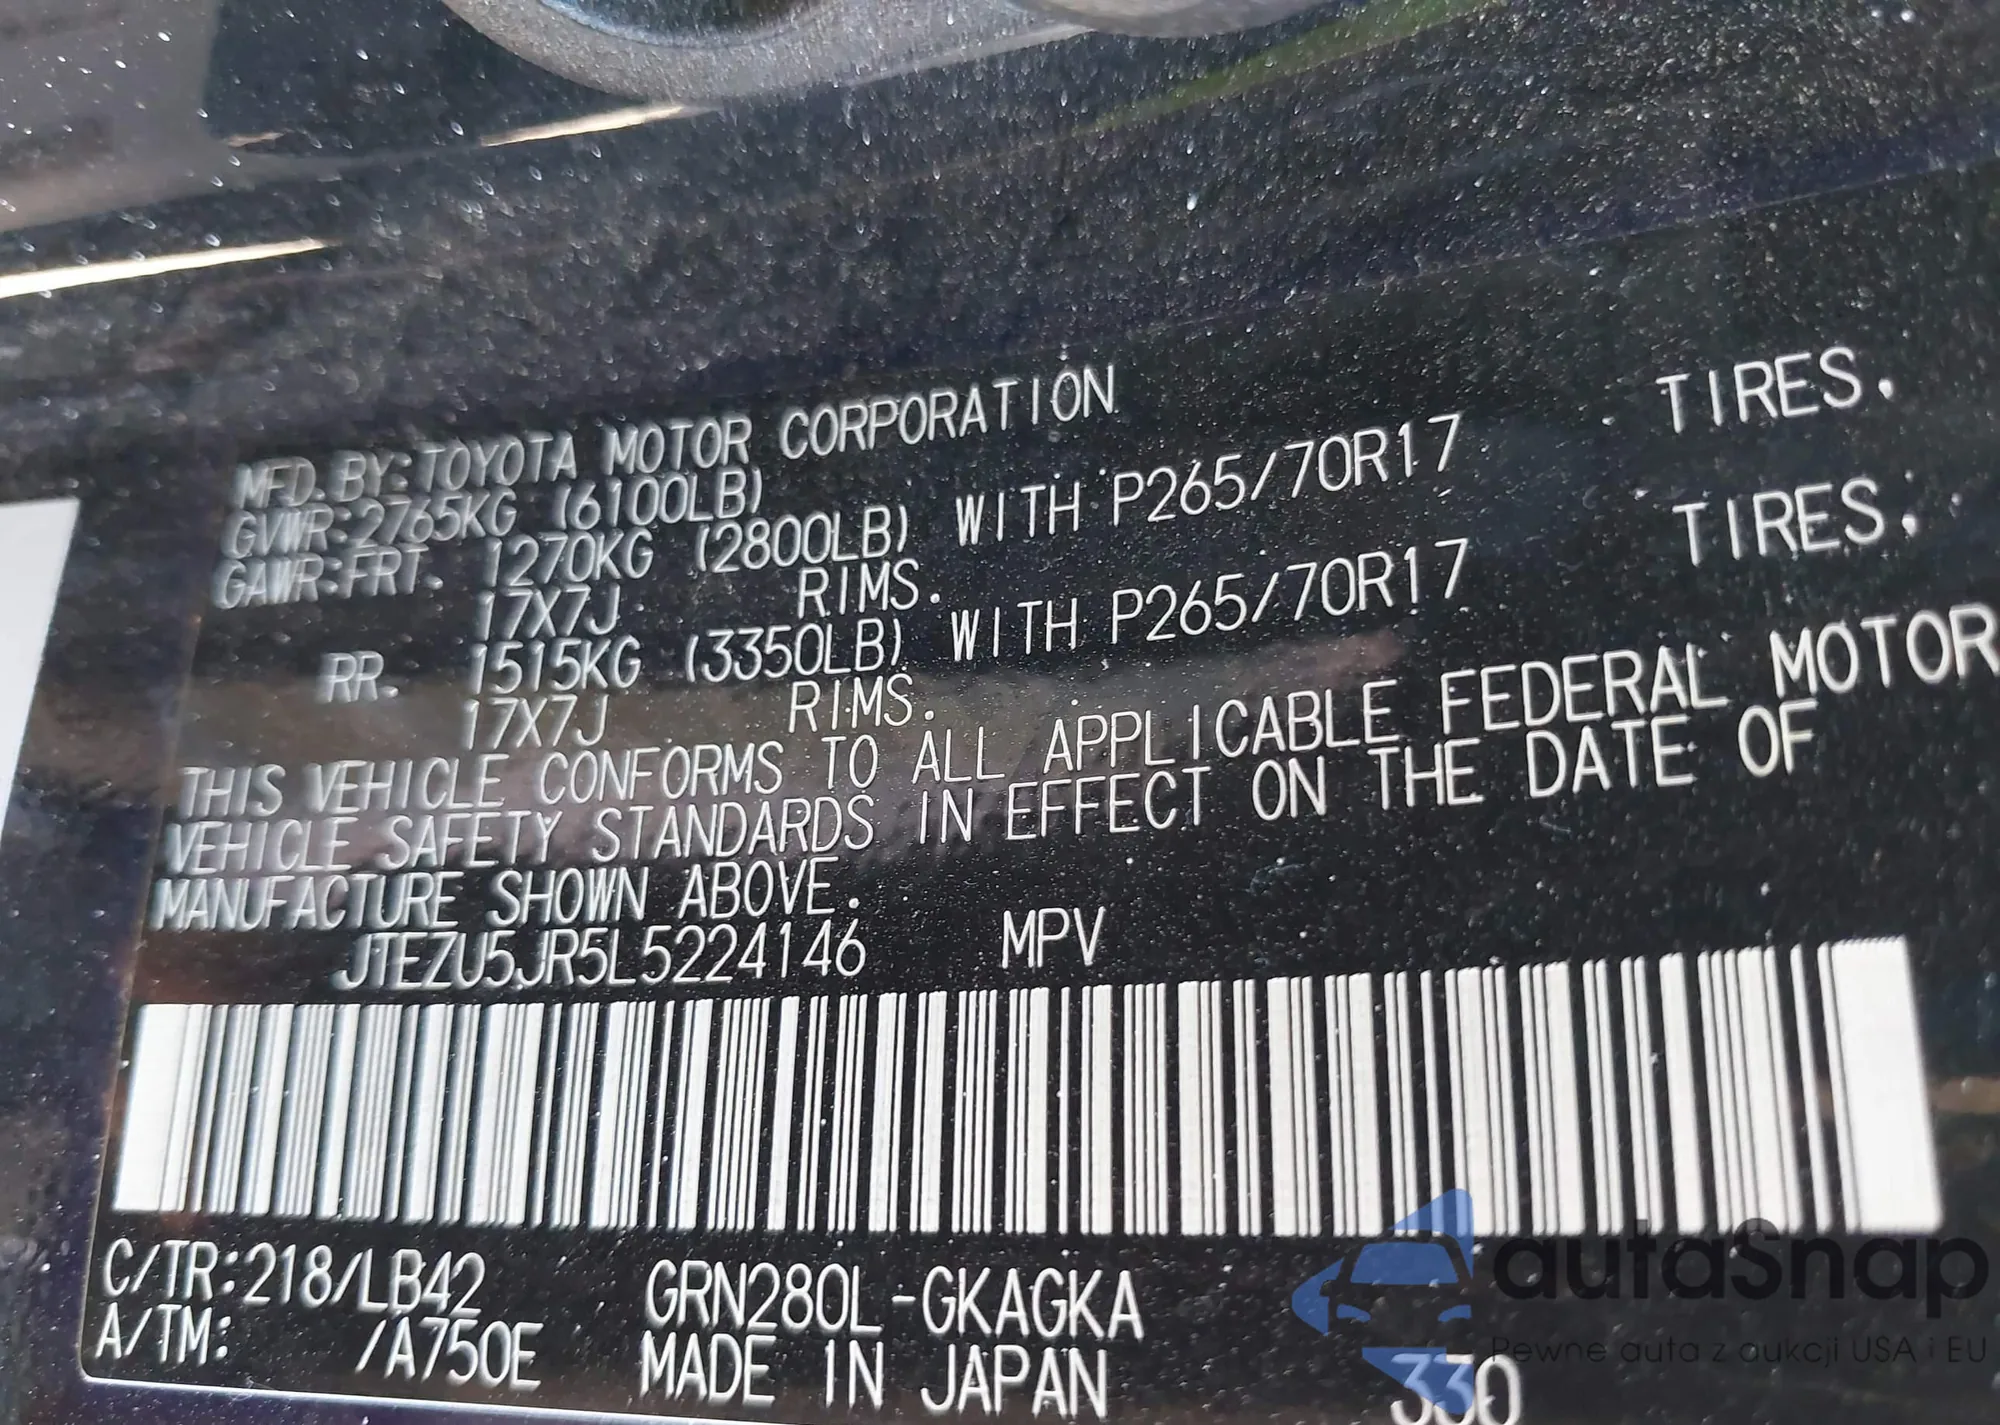 MFD. BY: TOYOTA MOTOR CORPORATION
GVWR: 2765KG (6100LB)
GAWR: FRT. 1270KG (2800LB) WITH P265/70R17 TIRES,
17X7J RIMS.
RR. 1515KG (3350LB) WITH P265/70R17 TIRES,
17X7J RIMS.
THIS VEHICLE CONFORMS TO ALL APPLICABLE FEDERAL MOTOR
VEHICLE SAFETY STANDARDS IN EFFECT ON THE DATE OF
MANUFACTURE SHOWN ABOVE.
JTEZU5JR5L5224146 MPV
C/TR: 218/LB42 GRN280L-GKAGKA
A/TM: /A750E MADE IN JAPAN 330
autaSnap
Pewne auta z aukcji USA i EU